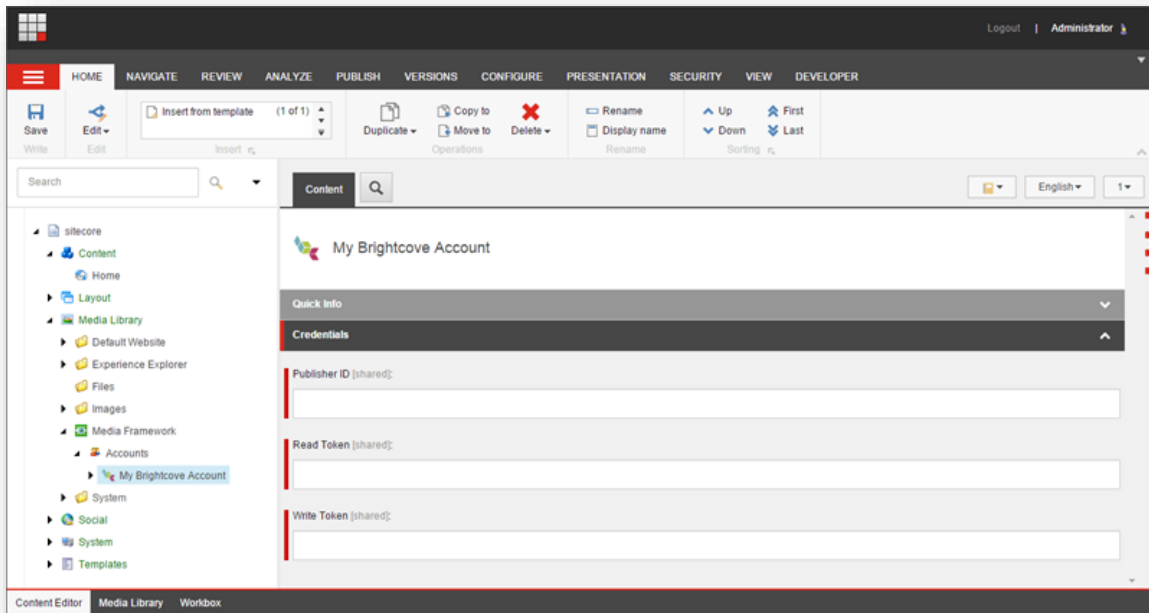 Logout | Administrator
HOME NAVIGATE REVIEW ANALYZE PUBLISH VERSIONS CONFIGURE PRESENTATION SECURITY VIEW DEVELOPER
Save
Write
Edit
Edit
Insert from template (1 of 1)
Insert
Duplicate
Copy to
Move to
Delete
Operations
Rename
Display name
Rename
Up
Down
First
Last
Sorting
Search
sitecore
Content
Home
Layout
Media Library
Default Website
Experience Explorer
Files
Images
Media Framework
Accounts
My Brightcove Account
System
Social
System
Templates
Content
English
1
My Brightcove Account
Quick Info
Credentials
Publisher ID [shared]:
Read Token [shared]:
Write Token [shared]:
Content Editor Media Library Workbox